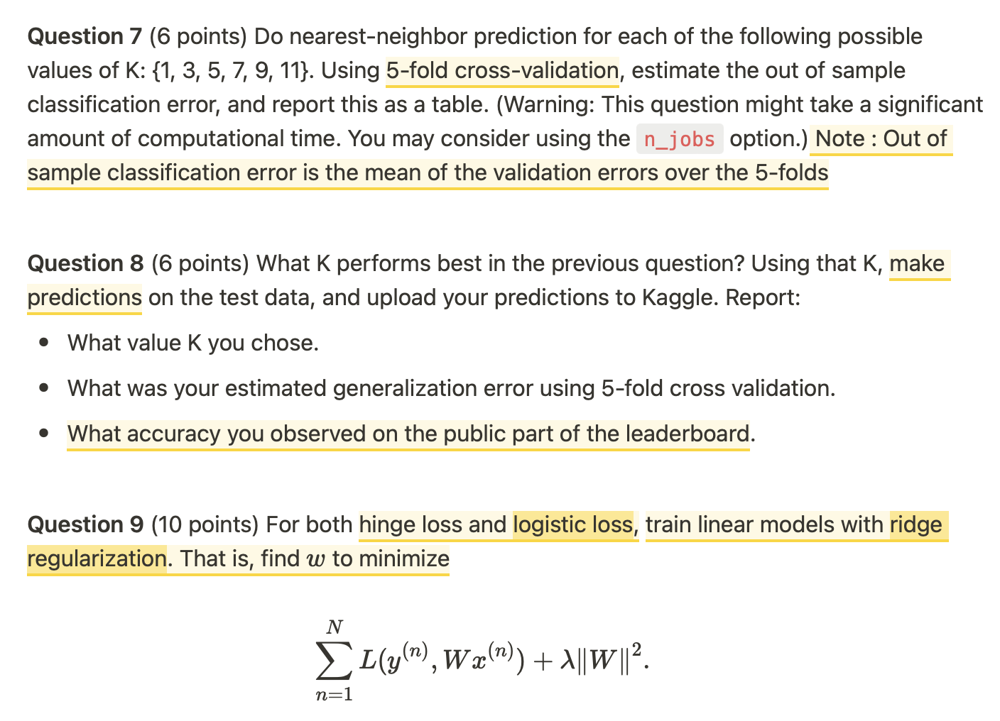 Question 7 (6 points) Do nearest-neighbor prediction for each of the following possible
values of K: {1, 3, 5, 7, 9, 11}. Using 5-fold cross-validation, estimate the out of sample
classification error, and report this as a table. (Warning: This question might take a significant
amount of computational time. You may consider using the n_jobs option.) Note : Out of
sample classification error is the mean of the validation errors over the 5-folds
Question 8 (6 points) What K performs best in the previous question? Using that K, make
predictions on the test data, and upload your predictions to Kaggle. Report:
• What value K you chose.
• What was your estimated generalization error using 5-fold cross validation.
• What accuracy you observed on the public part of the leaderboard.
Question 9 (10 points) For both hinge loss and logistic loss, train linear models with ridge
regularization. That is, find w to minimize
∑_{n=1}^{N} L(y^{(n)}, Wx^{(n)}) + λ‖W‖².